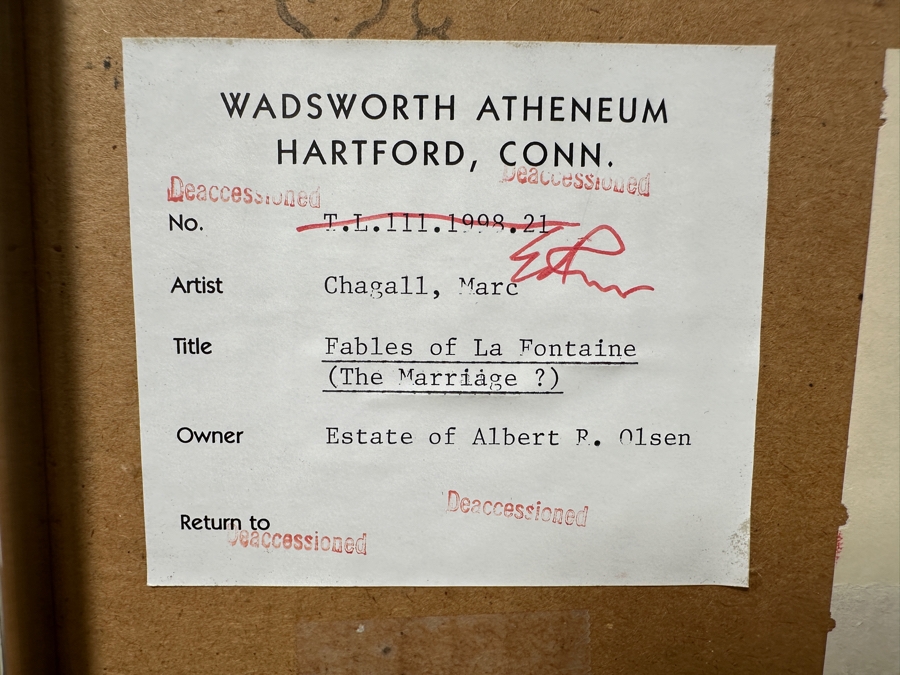 WADSWORTH ATHENEUM
HARTFORD, CONN.
Deaccessioned
Deaccessioned
No. T.L.111.1998.21
Artist Chagall, Marc
Title Fables of La Fontaine
(The Marriage ?)
Owner Estate of Albert R. Olsen
Deaccessioned
Return to
Deaccessioned